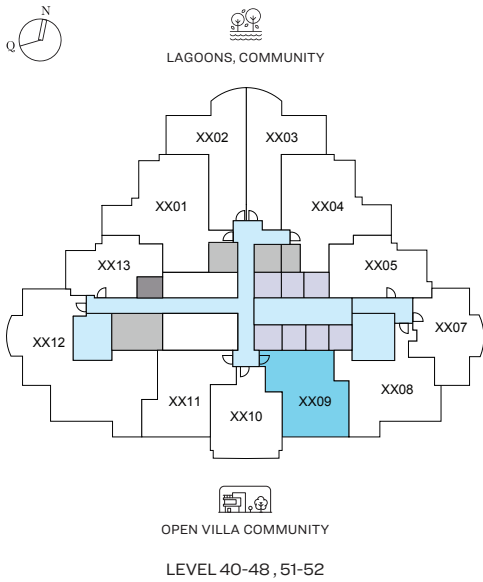 N
Q
LAGOONS, COMMUNITY
XX02
XX03
XX01
XX04
XX13
XX05
XX12
XX07
XX11
XX10
XX09
XX08
OPEN VILLA COMMUNITY
LEVEL 40-48 , 51-52